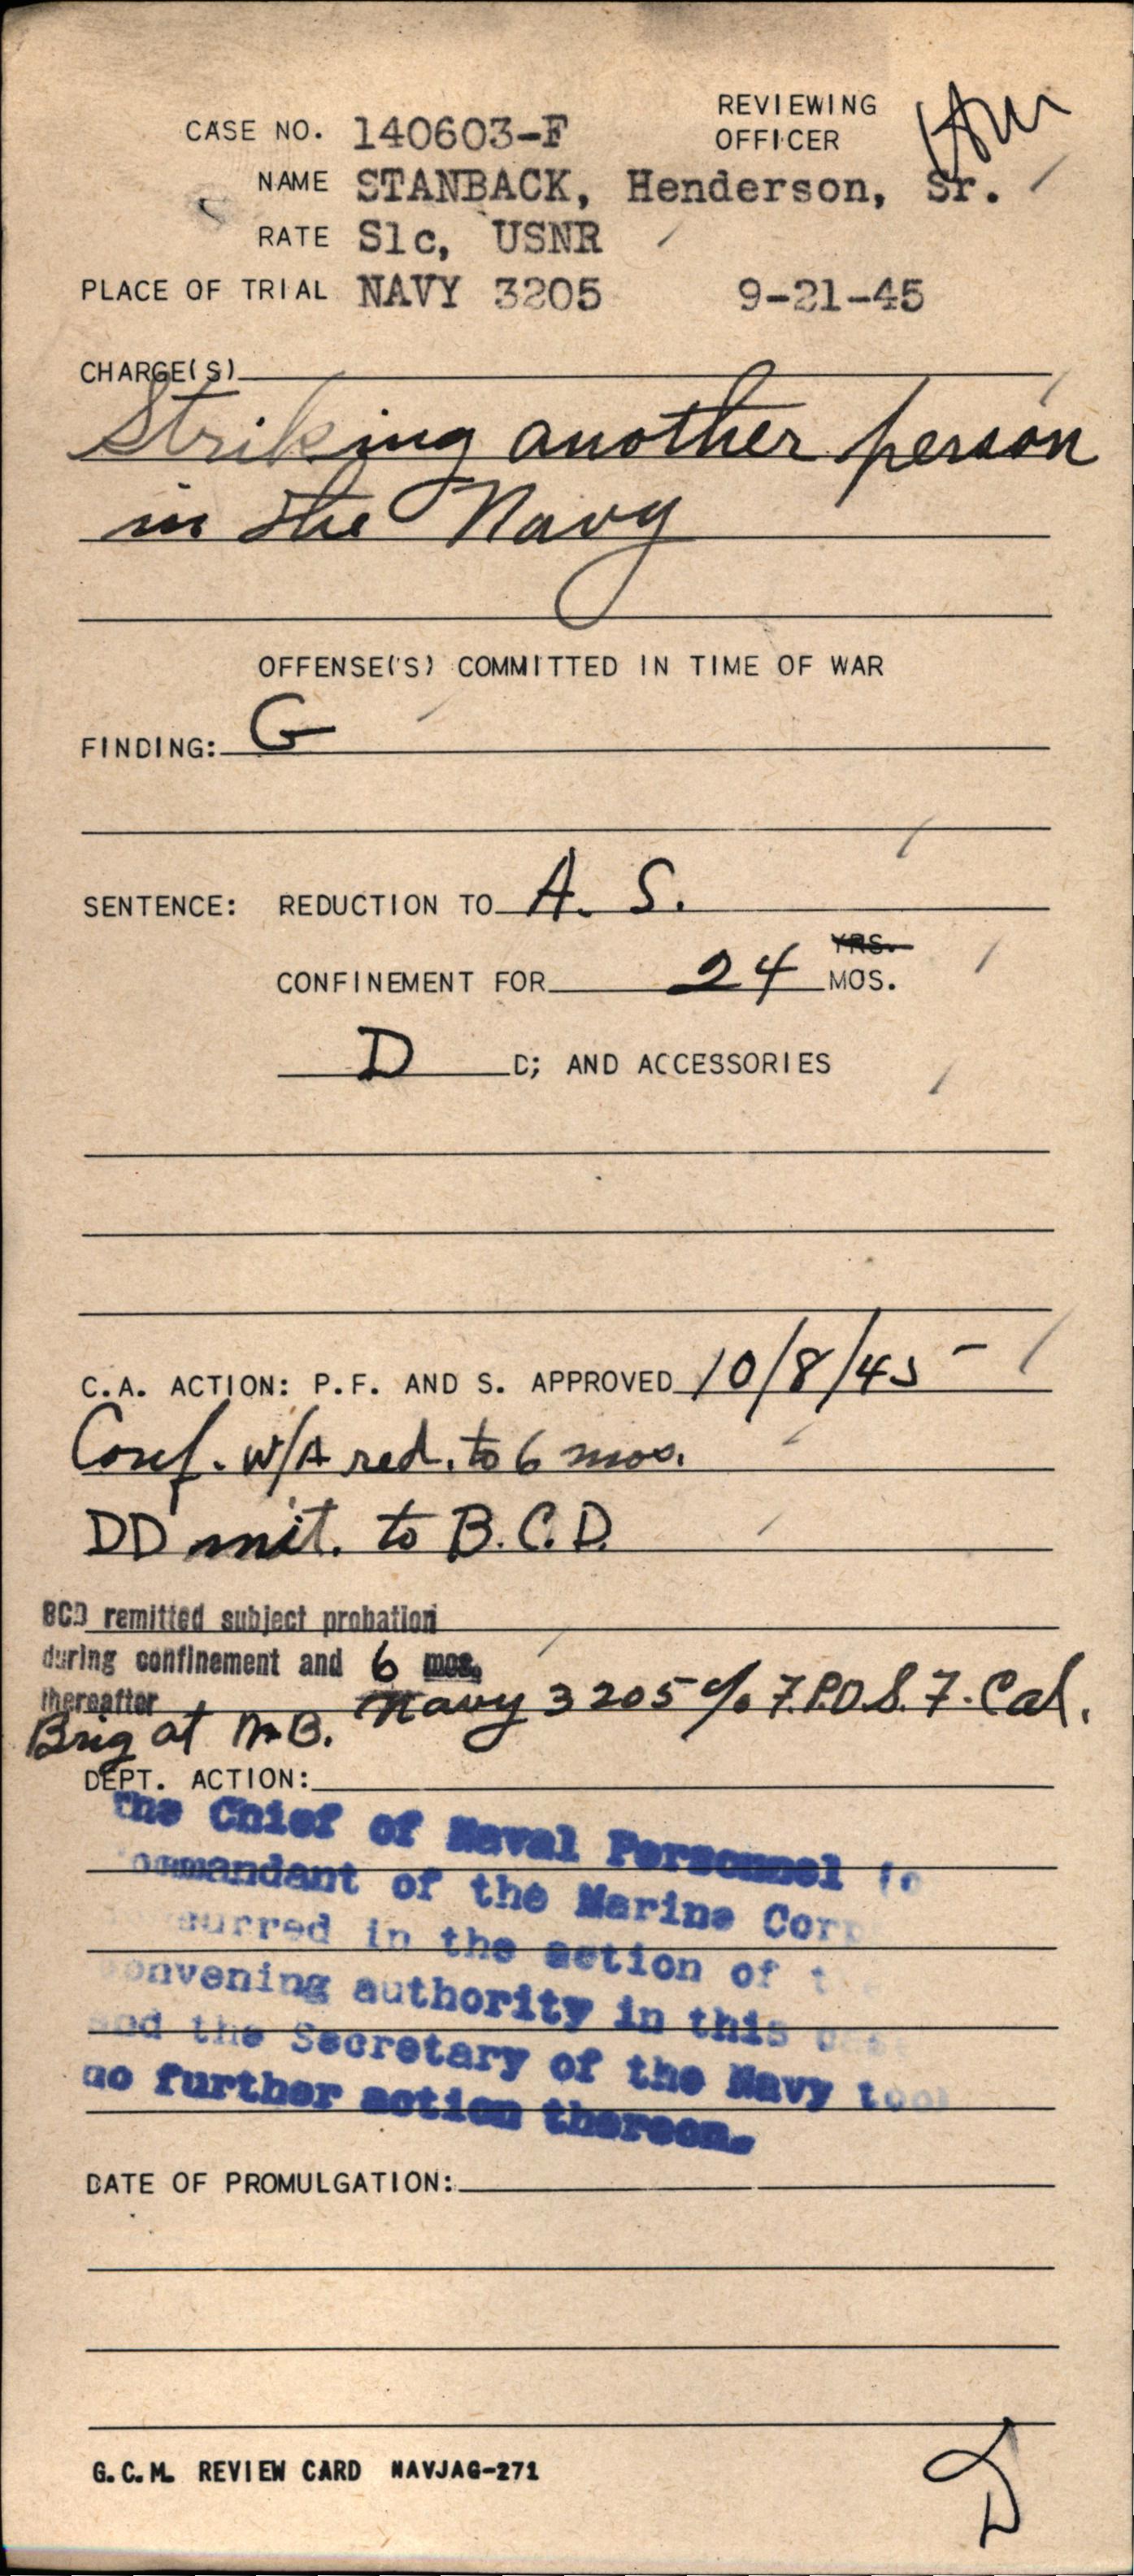 REVIEWING
CASE NO. 140603-F OFFICER
NAME STANBACK, Henderson, Sr.
RATE S1c, USNR
PLACE OF TRIAL NAVY 3205 9-21-45
CHARGE(S)
Striking another person
in the Navy
OFFENSE(S) COMMITTED IN TIME OF WAR
FINDING: G
SENTENCE: REDUCTION TO A. S.
YRS.
CONFINEMENT FOR 24 MOS.
D D; AND ACCESSORIES
C.A. ACTION: P.F. AND S. APPROVED 10/8/45 -
Conf. w/A red. to 6 mos.
DD mit. to B.C.D.
BCD remitted subject probation
during confinement and 6 mos.
thereafter
Brig at N.B. Navy 3205 c/o F.P.O. S.F. Cal.
DEPT. ACTION:
the Chief of Naval Personnel
Commandant of the Marine Corp
curred in the action of t
convening authority in this case
and the Secretary of the Navy took
no further action thereon.
DATE OF PROMULGATION:
G.C.M. REVIEW CARD NAVJAG-271